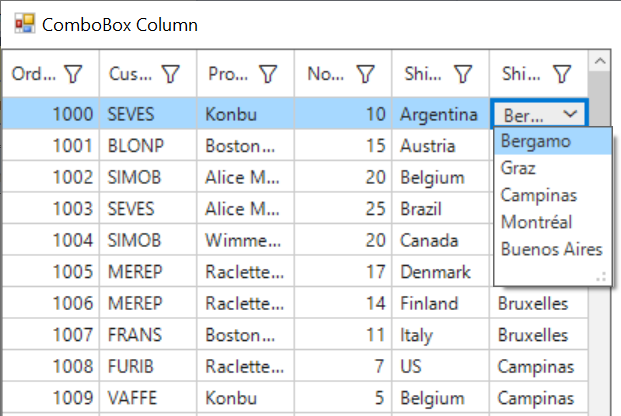 ComboBox Column
Ord... Cus... Pro... No... Shi... Shi...
1000 SEVES Konbu 10 Argentina Ber...
1001 BLONP Boston... 15 Austria Bergamo
1002 SIMOB Alice M... 20 Belgium Graz
1003 SEVES Alice M... 25 Brazil Campinas
1004 SIMOB Wimme... 20 Canada Montréal
1005 MEREP Raclette... 17 Denmark Buenos Aires
1006 MEREP Raclette... 14 Finland Bruxelles
1007 FRANS Boston... 11 Italy Bruxelles
1008 FURIB Raclette... 7 US Campinas
1009 VAFFE Konbu 5 Belgium Campinas